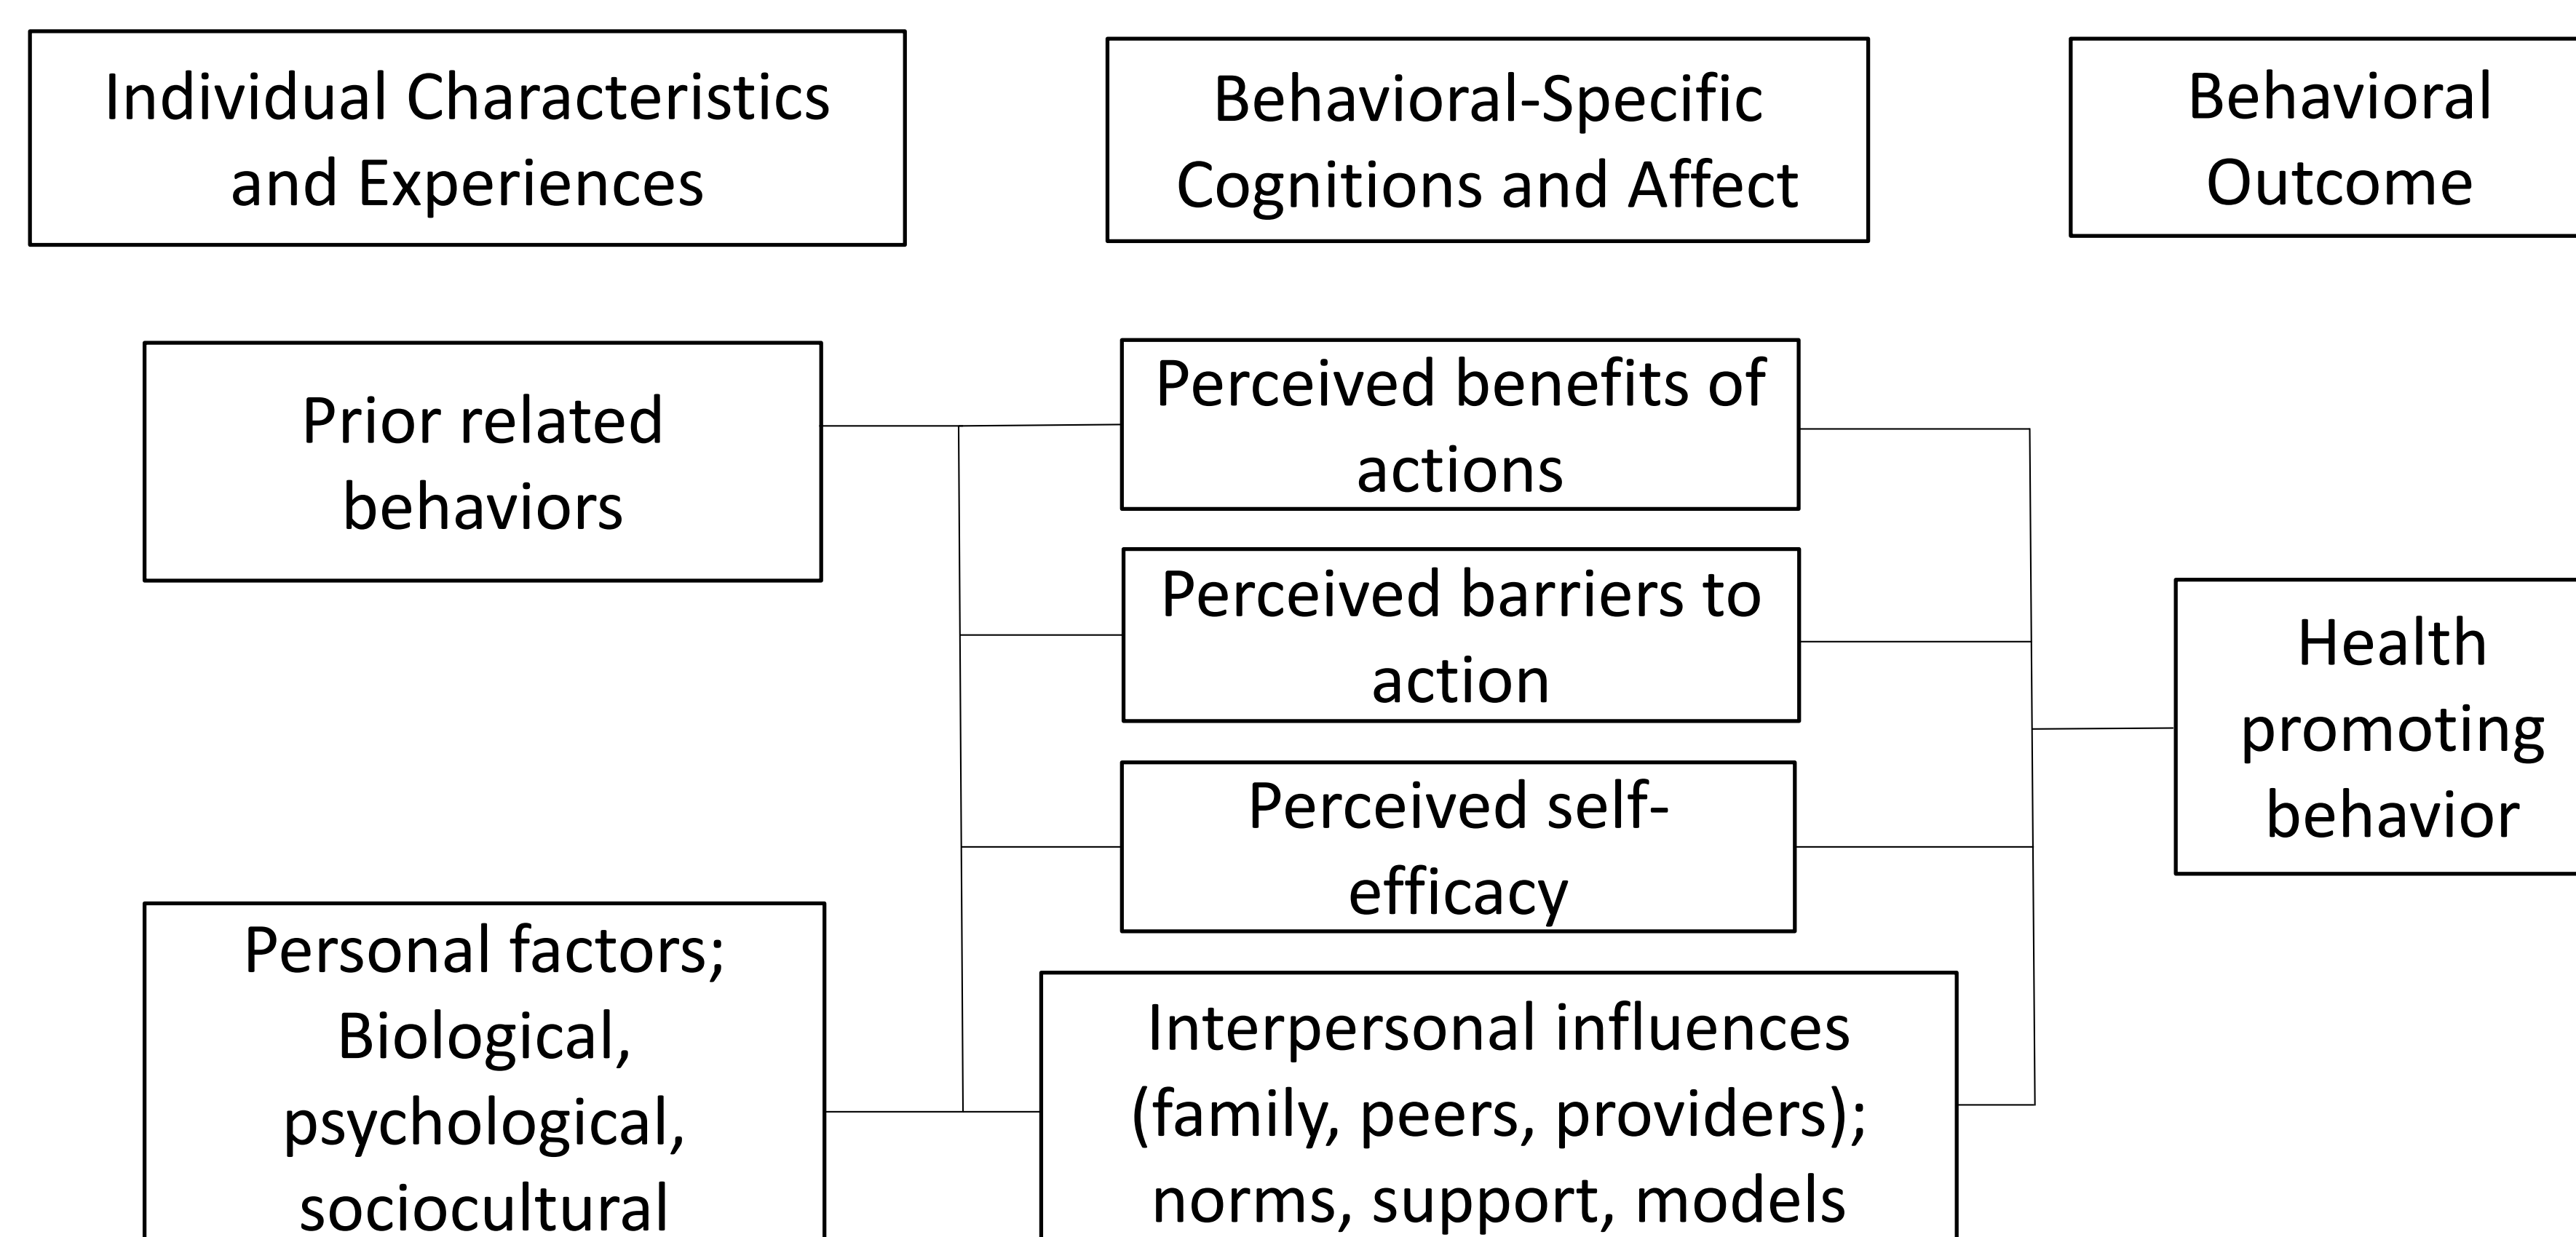 Individual Characteristics
and Experiences
Behavioral-Specific
Cognitions and Affect
Behavioral
Outcome
Prior related
behaviors
Personal factors;
Biological,
psychological,
sociocultural
Perceived benefits of
actions
Perceived barriers to
action
Perceived self-
efficacy
Interpersonal influences
(family, peers, providers);
norms, support, models
Health
promoting
behavior